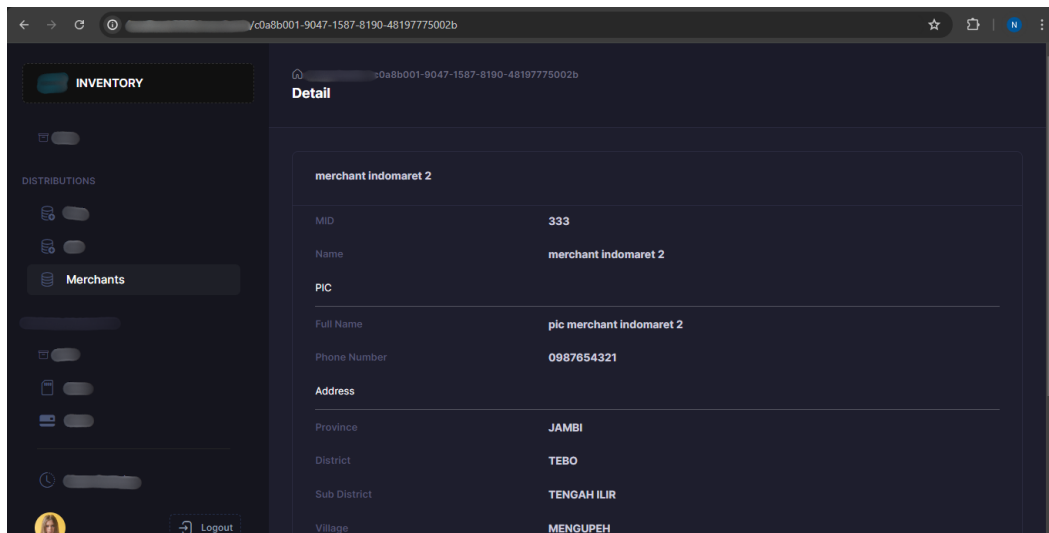 /c0a8b001-9047-1587-8190-48197775002b
N
INVENTORY
DISTRIBUTIONS
Merchants
Logout
c0a8b001-9047-1587-8190-48197775002b
Detail
merchant indomaret 2
MID 333
Name merchant indomaret 2
PIC
Full Name pic merchant indomaret 2
Phone Number 0987654321
Address
Province JAMBI
District TEBO
Sub District TENGAH ILIR
Village MENGUPEH